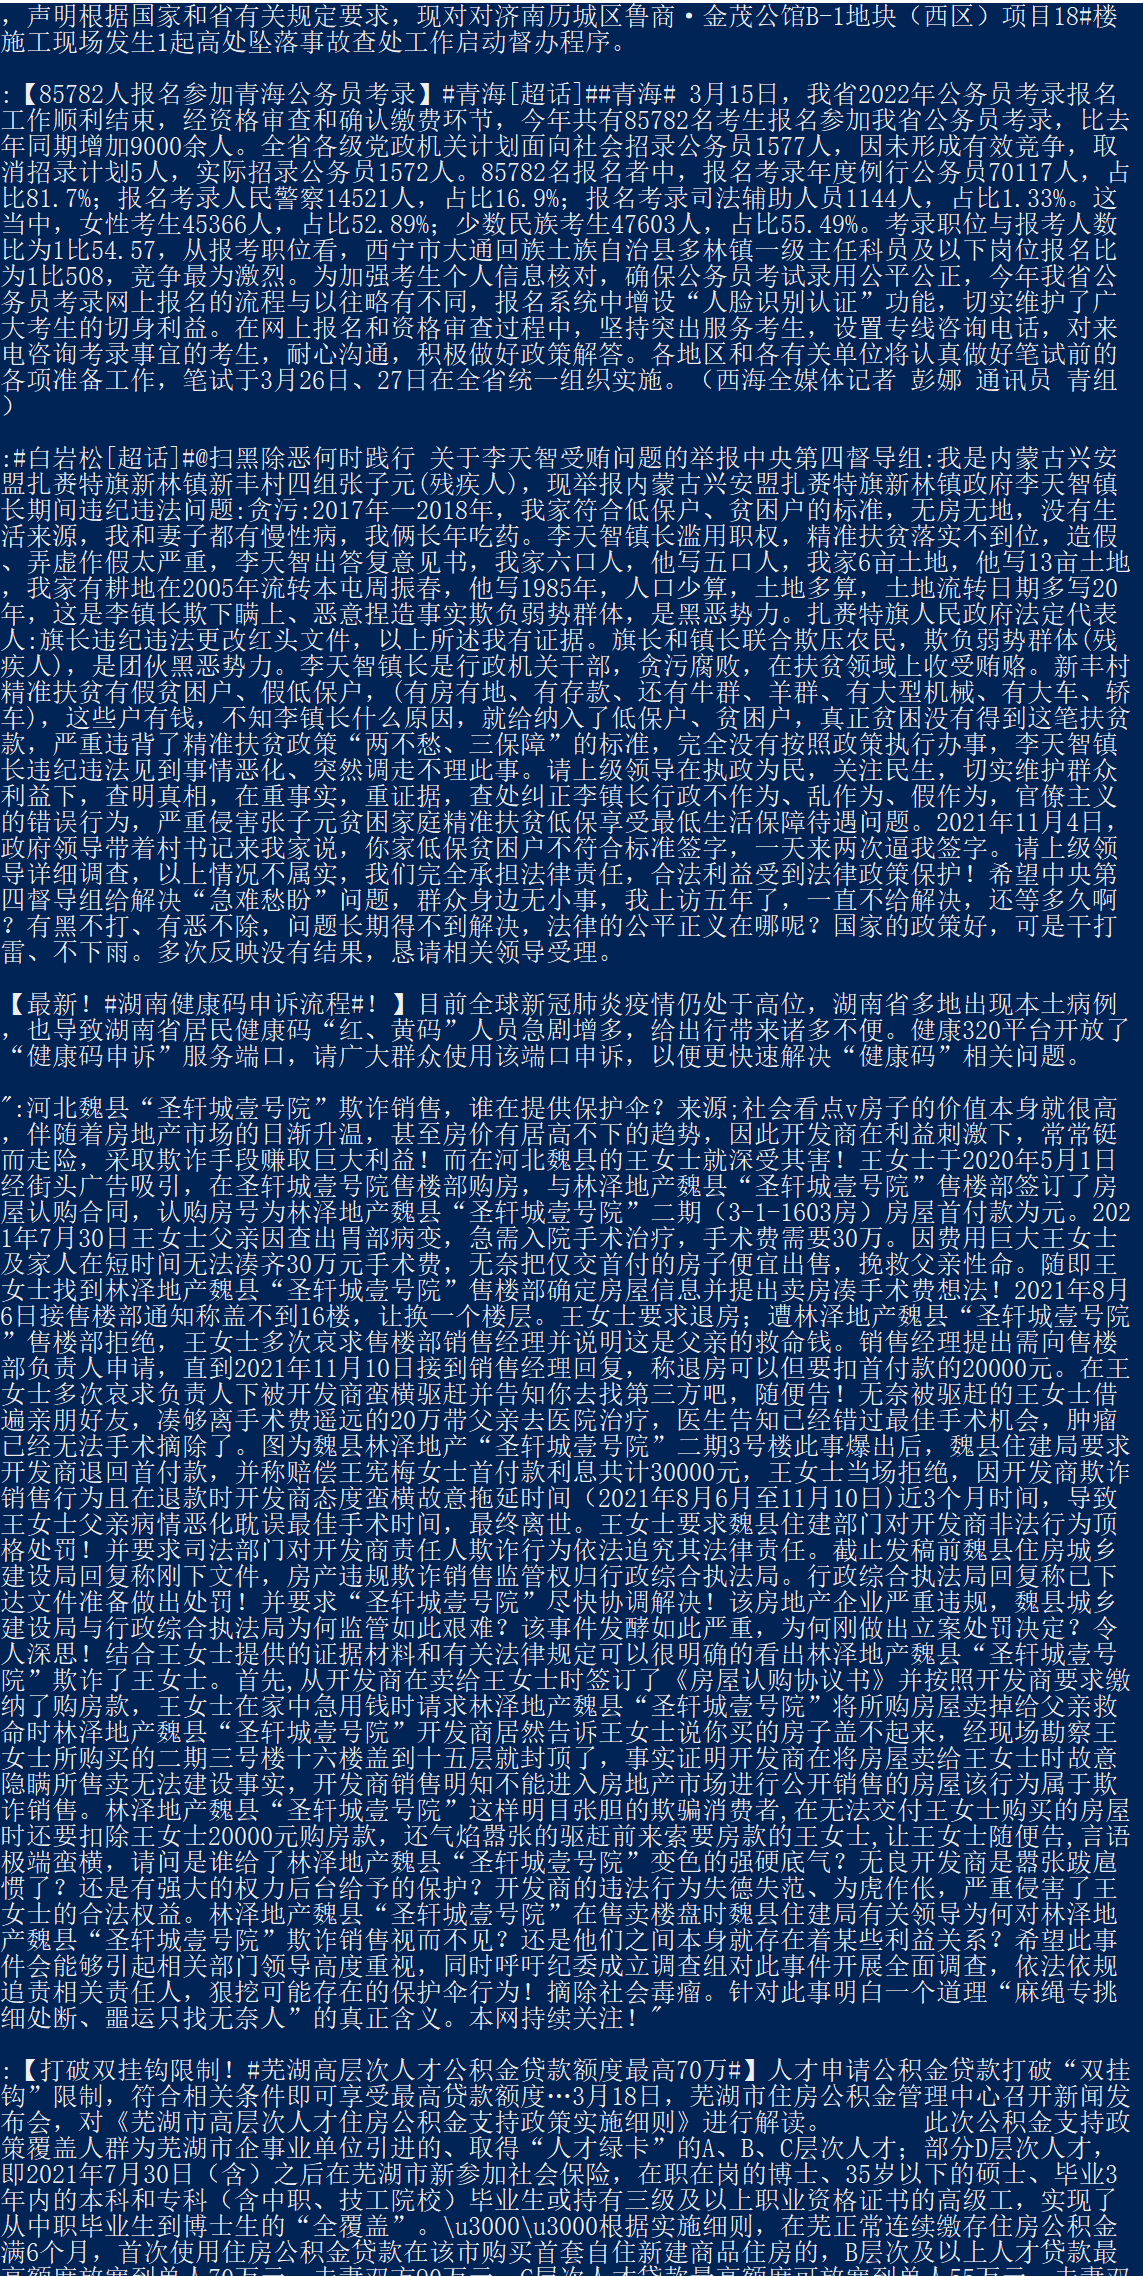 ，声明根据国家和省有关规定要求，现对对济南历城区鲁商·金茂公馆B-1地块（西区）项目18#楼
施工现场发生1起高处坠落事故查处工作启动督办程序。
:【85782人报名参加青海公务员考录】#青海[超话]##青海# 3月15日，我省2022年公务员考录报名
工作顺利结束，经资格审查和确认缴费环节，今年共有85782名考生报名参加我省公务员考录，比去
年同期增加9000余人。全省各级党政机关计划面向社会招录公务员1577人，因未形成有效竞争，取
消招录计划5人，实际招录公务员1572人。85782名报名者中，报名考录年度例行公务员70117人，占
比81.7%；报名考录人民警察14521人，占比16.9%；报名考录司法辅助人员1144人，占比1.33%。这
当中，女性考生45366人，占比52.89%；少数民族考生47603人，占比55.49%。考录职位与报考人数
比为1比54.57，从报考职位看，西宁市大通回族土族自治县多林镇一级主任科员及以下岗位报名比
为1比508，竞争最为激烈。为加强考生个人信息核对，确保公务员考试录用公平公正，今年我省公
务员考录网上报名的流程与以往略有不同，报名系统中增设“人脸识别认证”功能，切实维护了广
大考生的切身利益。在网上报名和资格审查过程中，坚持突出服务考生，设置专线咨询电话，对来
电咨询考录事宜的考生，耐心沟通，积极做好政策解答。各地区和各有关单位将认真做好笔试前的
各项准备工作，笔试于3月26日、27日在全省统一组织实施。（西海全媒体记者 彭娜 通讯员 青组
）
:#白岩松[超话]#@扫黑除恶何时践行 关于李天智受贿问题的举报中央第四督导组:我是内蒙古兴安
盟扎赉特旗新林镇新丰村四组张子元(残疾人)，现举报内蒙古兴安盟扎赉特旗新林镇政府李天智镇
长期间违纪违法问题:贪污:2017年一2018年，我家符合低保户、贫困户的标准，无房无地，没有生
活来源，我和妻子都有慢性病，我俩长年吃药。李天智镇长滥用职权，精准扶贫落实不到位，造假
、弄虚作假太严重，李天智出答复意见书，我家六口人，他写五口人，我家6亩土地，他写13亩土地
，我家有耕地在2005年流转本屯周振春，他写1985年，人口少算，土地多算，土地流转日期多写20
年，这是李镇长欺下瞒上、恶意捏造事实欺负弱势群体，是黑恶势力。扎赉特旗人民政府法定代表
人:旗长违纪违法更改红头文件，以上所述我有证据。旗长和镇长联合欺压农民，欺负弱势群体(残
疾人)，是团伙黑恶势力。李天智镇长是行政机关干部，贪污腐败，在扶贫领域上收受贿赂。新丰村
精准扶贫有假贫困户、假低保户，(有房有地、有存款、还有牛群、羊群、有大型机械、有大车、轿
车)，这些户有钱，不知李镇长什么原因，就给纳入了低保户、贫困户，真正贫困没有得到这笔扶贫
款，严重违背了精准扶贫政策“两不愁、三保障”的标准，完全没有按照政策执行办事，李天智镇
长违纪违法见到事情恶化、突然调走不理此事。请上级领导在执政为民，关注民生，切实维护群众
利益下，查明真相，在重事实，重证据，查处纠正李镇长行政不作为、乱作为、假作为，官僚主义
的错误行为，严重侵害张子元贫困家庭精准扶贫低保享受最低生活保障待遇问题。2021年11月4日，
政府领导带着村书记来我家说，你家低保贫困户不符合标准签字，一天来两次逼我签字。请上级领
导详细调查，以上情况不属实，我们完全承担法律责任，合法利益受到法律政策保护！希望中央第
四督导组给解决“急难愁盼”问题，群众身边无小事，我上访五年了，一直不给解决，还等多久啊
？有黑不打、有恶不除，问题长期得不到解决，法律的公平正义在哪呢？国家的政策好，可是干打
雷、不下雨。多次反映没有结果，恳请相关领导受理。
【最新！#湖南健康码申诉流程#！】目前全球新冠肺炎疫情仍处于高位，湖南省多地出现本土病例
，也导致湖南省居民健康码“红、黄码”人员急剧增多，给出行带来诸多不便。健康320平台开放了
“健康码申诉”服务端口，请广大群众使用该端口申诉，以便更快速解决“健康码”相关问题。
":河北魏县“圣轩城壹号院”欺诈销售，谁在提供保护伞？来源;社会看点v房子的价值本身就很高
，伴随着房地产市场的日渐升温，甚至房价有居高不下的趋势，因此开发商在利益刺激下，常常铤
而走险，采取欺诈手段赚取巨大利益！而在河北魏县的王女士就深受其害！王女士于2020年5月1日
经街头广告吸引，在圣轩城壹号院售楼部购房，与林泽地产魏县“圣轩城壹号院”售楼部签订了房
屋认购合同，认购房号为林泽地产魏县“圣轩城壹号院”二期（3-1-1603房）房屋首付款为元。202
1年7月30日王女士父亲因查出胃部病变，急需入院手术治疗，手术费需要30万。因费用巨大王女士
及家人在短时间无法凑齐30万元手术费，无奈把仅交首付的房子便宜出售，挽救父亲性命。随即王
女士找到林泽地产魏县“圣轩城壹号院”售楼部确定房屋信息并提出卖房凑手术费想法！2021年8月
6日接售楼部通知称盖不到16楼，让换一个楼层。王女士要求退房；遭林泽地产魏县“圣轩城壹号院
”售楼部拒绝，王女士多次哀求售楼部销售经理并说明这是父亲的救命钱。销售经理提出需向售楼
部负责人申请，直到2021年11月10日接到销售经理回复，称退房可以但要扣首付款的20000元。在王
女士多次哀求负责人下被开发商蛮横驱赶并告知你去找第三方吧，随便告！无奈被驱赶的王女士借
遍亲朋好友，凑够离手术费遥远的20万带父亲去医院治疗，医生告知已经错过最佳手术机会，肿瘤
已经无法手术摘除了。图为魏县林泽地产“圣轩城壹号院”二期3号楼此事爆出后，魏县住建局要求
开发商退回首付款，并称赔偿王宪梅女士首付款利息共计30000元，王女士当场拒绝，因开发商欺诈
销售行为且在退款时开发商态度蛮横故意拖延时间（2021年8月6日至11月10日)近3个月时间，导致
王女士父亲病情恶化耽误最佳手术时间，最终离世。王女士要求魏县住建部门对开发商非法行为顶
格处罚！并要求司法部门对开发商责任人欺诈行为依法追究其法律责任。截止发稿前魏县住房城乡
建设局回复称刚下文件，房产违规欺诈销售监管权归行政综合执法局。行政综合执法局回复称已下
达文件准备做出处罚！并要求“圣轩城壹号院”尽快协调解决！该房地产企业严重违规，魏县城乡
建设局与行政综合执法局为何监管如此艰难？该事件发酵如此严重，为何刚做出立案处罚决定？令
人深思！结合王女士提供的证据材料和有关法律规定可以很明确的看出林泽地产魏县“圣轩城壹号
院”欺诈了王女士。首先,从开发商在卖给王女士时签订了《房屋认购协议书》并按照开发商要求缴
纳了购房款，王女士在家中急用钱时请求林泽地产魏县“圣轩城壹号院”将所购房屋卖掉给父亲救
命时林泽地产魏县“圣轩城壹号院”开发商居然告诉王女士说你买的房子盖不起来，经现场勘察王
女士所购买的二期三号楼十六楼盖到十五层就封顶了，事实证明开发商在将房屋卖给王女士时故意
隐瞒所售卖无法建设事实，开发商销售明知不能进入房地产市场进行公开销售的房屋该行为属于欺
诈销售。林泽地产魏县“圣轩城壹号院”这样明目张胆的欺骗消费者,在无法交付王女士购买的房屋
时还要扣除王女士20000元购房款，还气焰嚣张的驱赶前来索要房款的王女士,让王女士随便告,言语
极端蛮横，请问是谁给了林泽地产魏县“圣轩城壹号院”变色的强硬底气？无良开发商是嚣张跋扈
惯了？还是有强大的权力后台给予的保护？开发商的违法行为失德失范、为虎作伥，严重侵害了王
女士的合法权益。林泽地产魏县“圣轩城壹号院”在售卖楼盘时魏县住建局有关领导为何对林泽地
产魏县“圣轩城壹号院”欺诈销售视而不见？还是他们之间本身就存在着某些利益关系？希望此事
件会能够引起相关部门领导高度重视，同时呼吁纪委成立调查组对此事件开展全面调查，依法依规
追责相关责任人，狠挖可能存在的保护伞行为！摘除社会毒瘤。针对此事明白一个道理“麻绳专挑
细处断、噩运只找无奈人”的真正含义。本网持续关注！"
:【打破双挂钩限制！#芜湖高层次人才公积金贷款额度最高70万#】人才申请公积金贷款打破“双挂
钩”限制，符合相关条件即可享受最高贷款额度…3月18日，芜湖市住房公积金管理中心召开新闻发
布会，对《芜湖市高层次人才住房公积金支持政策实施细则》进行解读。　　　　此次公积金支持政
策覆盖人群为芜湖市企事业单位引进的、取得“人才绿卡”的A、B、C层次人才；部分D层次人才，
即2021年7月30日（含）之后在芜湖市新参加社会保险，在职在岗的博士、35岁以下的硕士、毕业3
年内的本科和专科（含中职、技工院校）毕业生或持有三级及以上职业资格证书的高级工，实现了
从中职毕业生到博士生的“全覆盖”。\u3000\u3000根据实施细则，在芜正常连续缴存住房公积金
满6个月，首次使用住房公积金贷款在该市购买首套自住新建商品住房的，B层次及以上人才贷款最
高额度放宽到单人70万元、夫妻双方90万元，C层次人才贷款最高额度可放宽到单人55万元、夫妻双